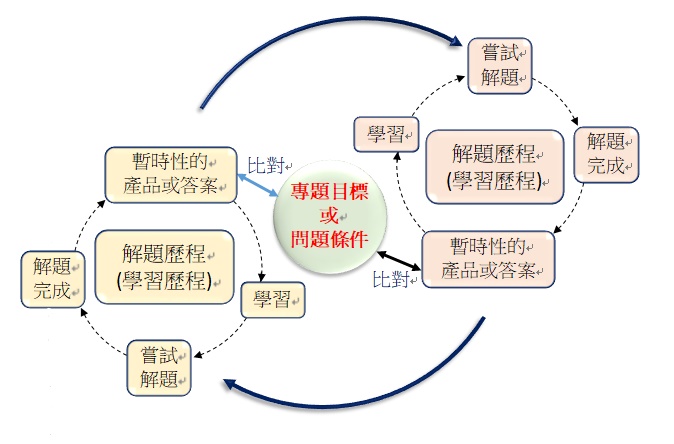 嘗試
解題
學習
解題歷程
(學習歷程)
解題
完成
暫時性的
產品或答案
比對
專題目標
或
問題條件
比對
暫時性的
產品或答案
解題歷程
(學習歷程)
解題
完成
學習
嘗試
解題